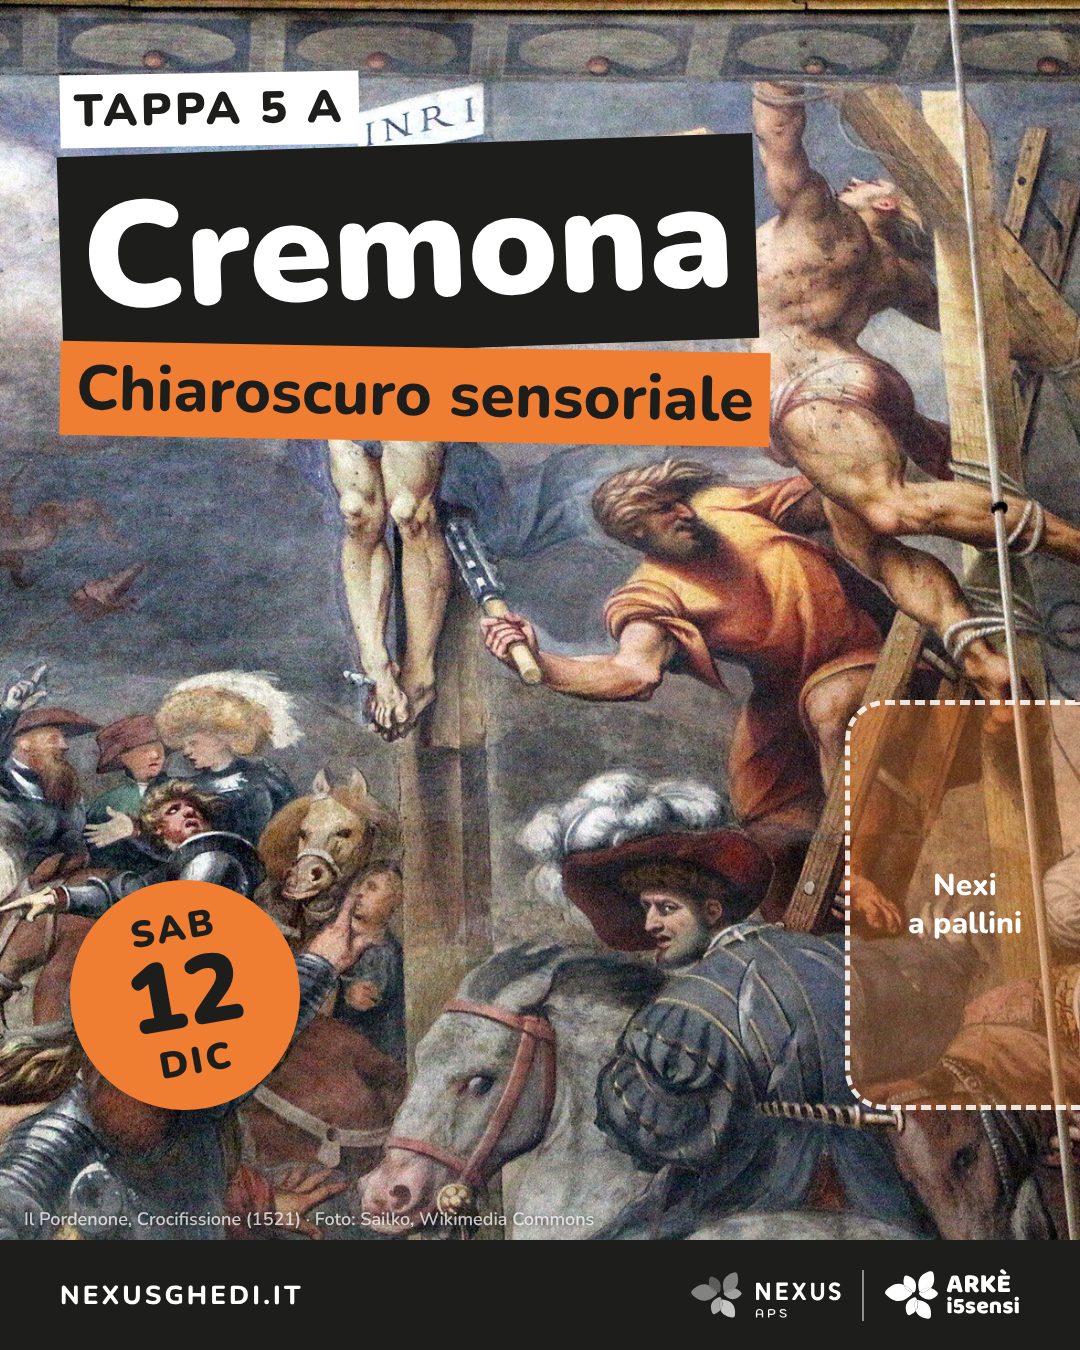 TAPPA 5 A
INRI
Cremona
Chiaroscuro sensoriale
Nexi
a pallini
SAB
12
DIC
Il Pordenone, Crocifissione (1521) · Foto: Sailko, Wikimedia Commons
NEXUSGHEDI.IT
NEXUS
APS
ARKÈ
i5sensi